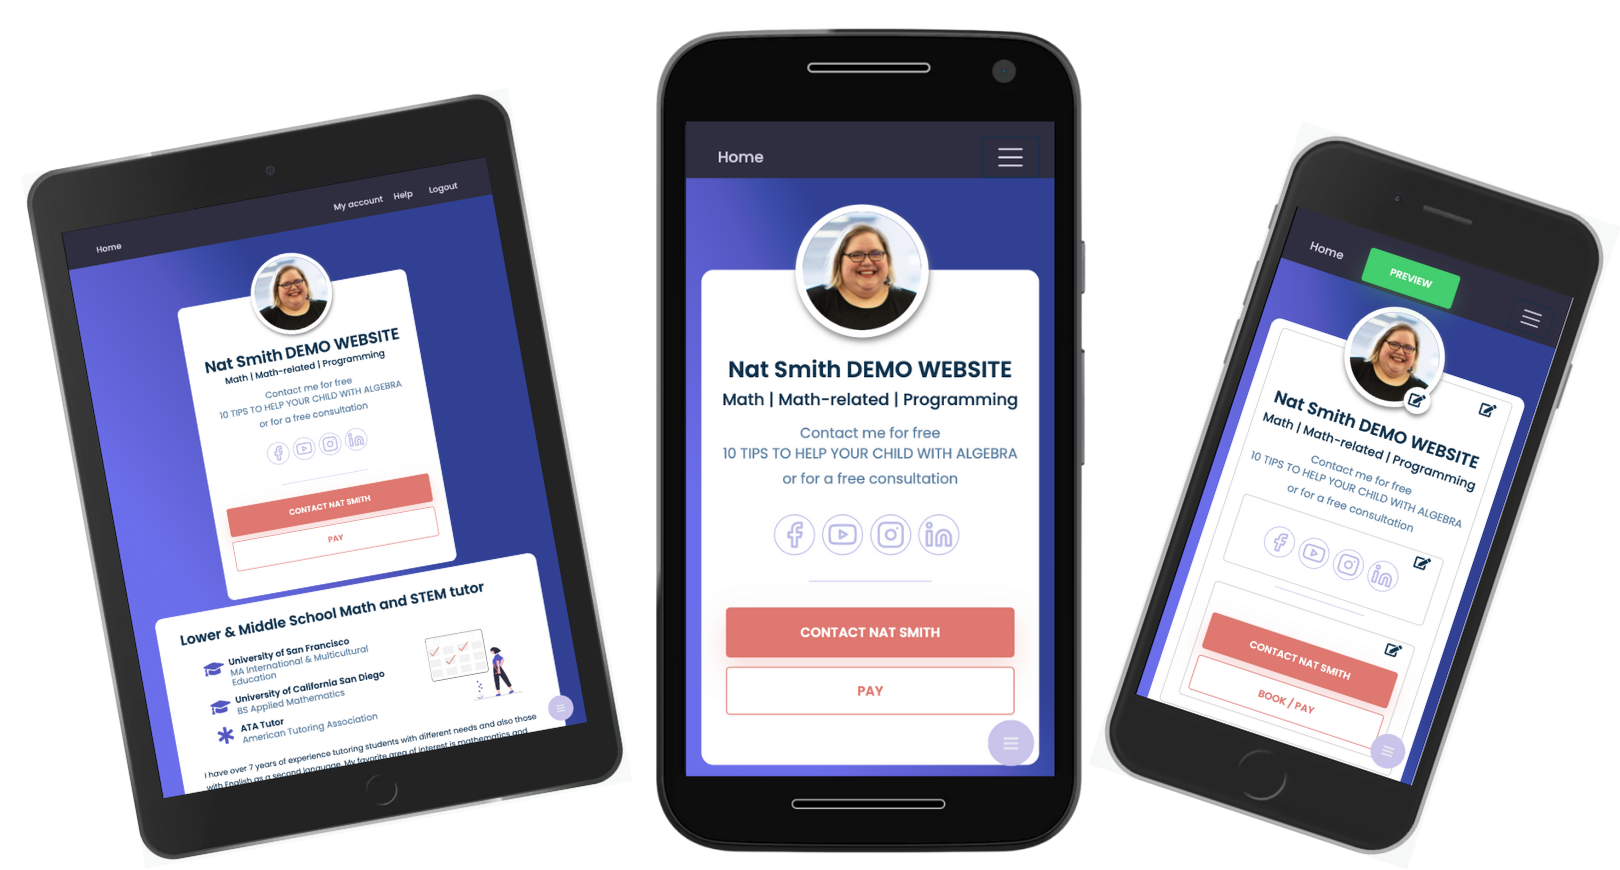 My account Help Logout
Home
Nat Smith DEMO WEBSITE
Math | Math-related | Programming
Contact me for free
10 TIPS TO HELP YOUR CHILD WITH ALGEBRA
or for a free consultation
CONTACT NAT SMITH
PAY
Lower & Middle School Math and STEM tutor
University of San Francisco
MA International & Multicultural
Education
University of California San Diego
BS Applied Mathematics
ATA Tutor
American Tutoring Association
I have over 7 years of experience tutoring students with different needs and also those
with English as a second language. My favorite area of interest is mathematics and
Home
Nat Smith DEMO WEBSITE
Math | Math-related | Programming
Contact me for free
10 TIPS TO HELP YOUR CHILD WITH ALGEBRA
or for a free consultation
CONTACT NAT SMITH
PAY
Home
PREVIEW
Nat Smith DEMO WEBSITE
Math | Math-related | Programming
Contact me for free
10 TIPS TO HELP YOUR CHILD WITH ALGEBRA
or for a free consultation
CONTACT NAT SMITH
BOOK / PAY